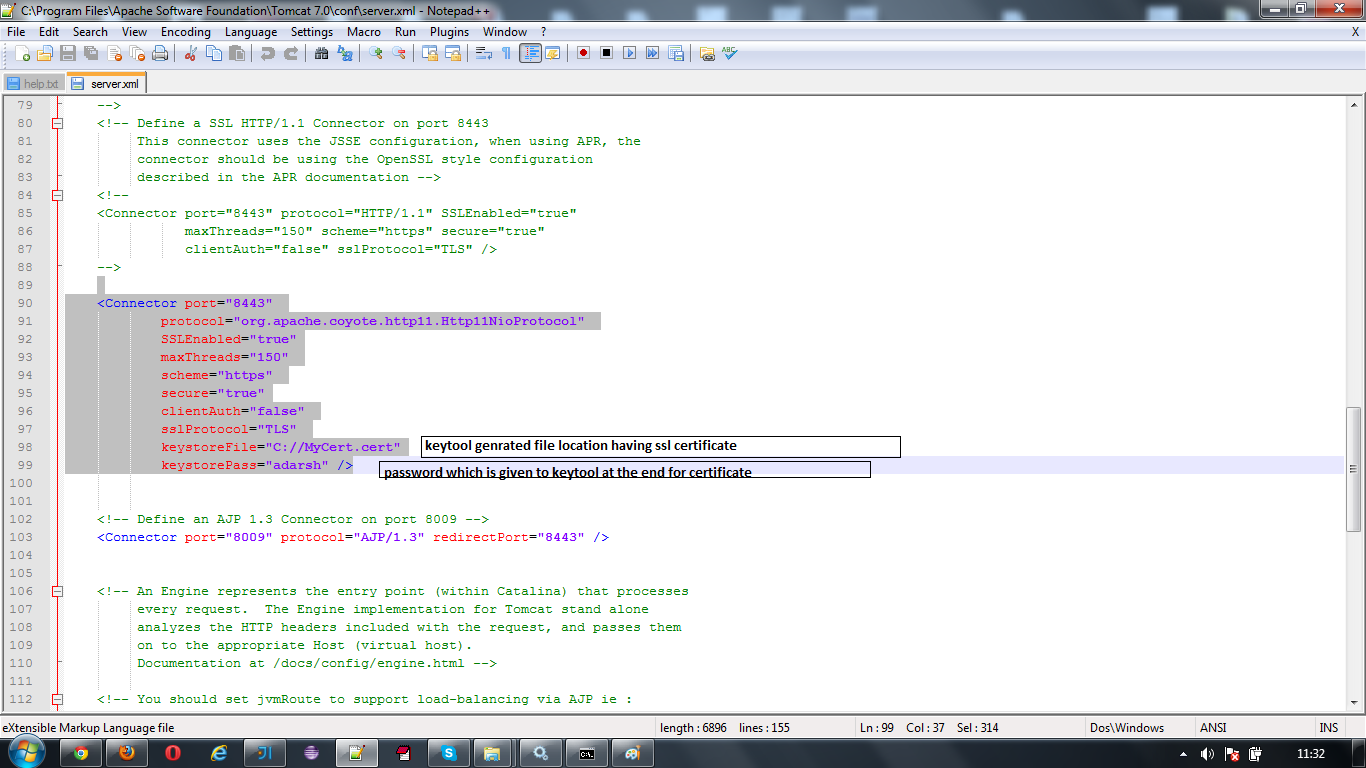 C:\Program Files\Apache Software Foundation\Tomcat 7.0\conf\server.xml - Notepad++
File Edit Search View Encoding Language Settings Macro Run Plugins Window ? X
help.txt server.xml
79 -->
80 <!-- Define a SSL HTTP/1.1 Connector on port 8443
81 This connector uses the JSSE configuration, when using APR, the
82 connector should be using the OpenSSL style configuration
83 described in the APR documentation -->
84 <!--
85 <Connector port="8443" protocol="HTTP/1.1" SSLEnabled="true"
86 maxThreads="150" scheme="https" secure="true"
87 clientAuth="false" sslProtocol="TLS" />
88 -->
89
90 <Connector port="8443"
91 protocol="org.apache.coyote.http11.Http11NioProtocol"
92 SSLEnabled="true"
93 maxThreads="150"
94 scheme="https"
95 secure="true"
96 clientAuth="false"
97 sslProtocol="TLS"
98 keystoreFile="C://MyCert.cert" keytool genrated file location having ssl certificate
99 keystorePass="adarsh" /> password which is given to keytool at the end for certificate
100
101
102 <!-- Define an AJP 1.3 Connector on port 8009 -->
103 <Connector port="8009" protocol="AJP/1.3" redirectPort="8443" />
104
105
106 <!-- An Engine represents the entry point (within Catalina) that processes
107 every request. The Engine implementation for Tomcat stand alone
108 analyzes the HTTP headers included with the request, and passes them
109 on to the appropriate Host (virtual host).
110 Documentation at /docs/config/engine.html -->
111
112 <!-- You should set jvmRoute to support load-balancing via AJP ie :
eXtensible Markup Language file length : 6896 lines : 155 Ln : 99 Col : 37 Sel : 314 Dos\Windows ANSI INS
11:32